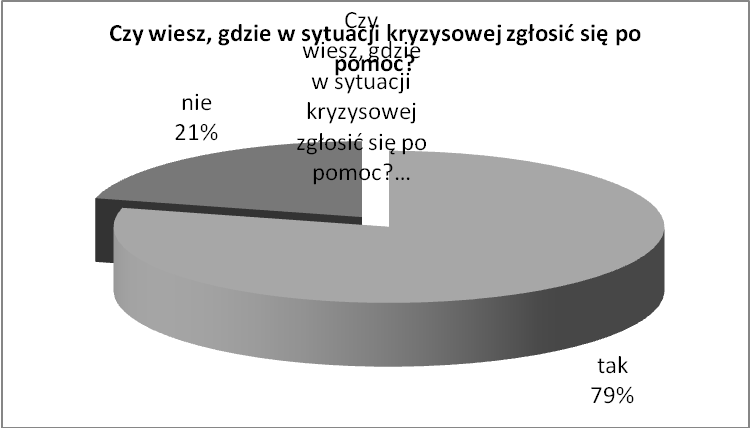 Czy wiesz, gdzie w sytuacji kryzysowej zgłosić się po
pomoc?
Czy
wiesz, gdzie
w sytuacji
kryzysowej
zgłosić się po
pomoc?...
nie
21%
tak
79%